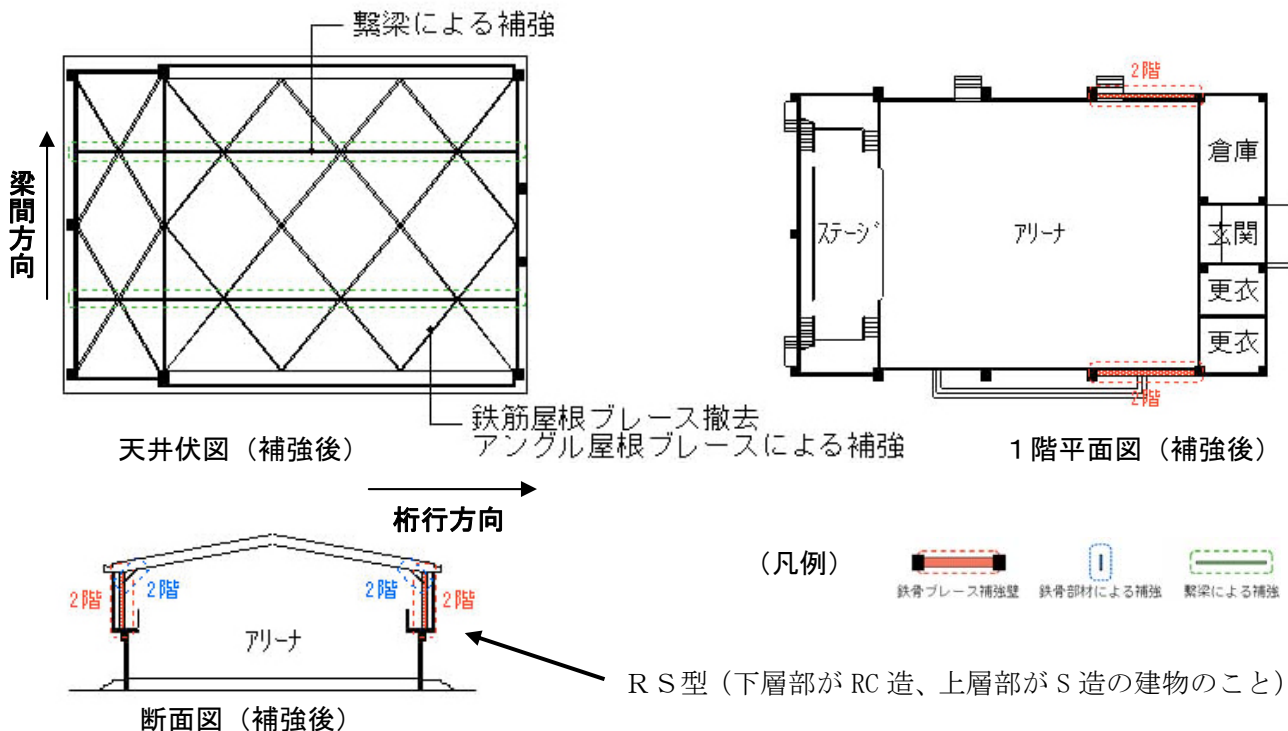 繋梁による補強
梁間方向
鉄筋屋根ブレース撤去
アングル屋根ブレースによる補強
天井伏図（補強後）
2階
倉庫
ステージ
アリーナ
玄関
更衣
更衣
2階
１階平面図（補強後）
桁行方向
2階
2階
2階
2階
アリーナ
断面図（補強後）
（凡例）
鉄骨ブレース補強壁
鉄骨部材による補強
繋梁による補強
ＲＳ型（下層部が RC 造、上層部が S 造の建物のこと）